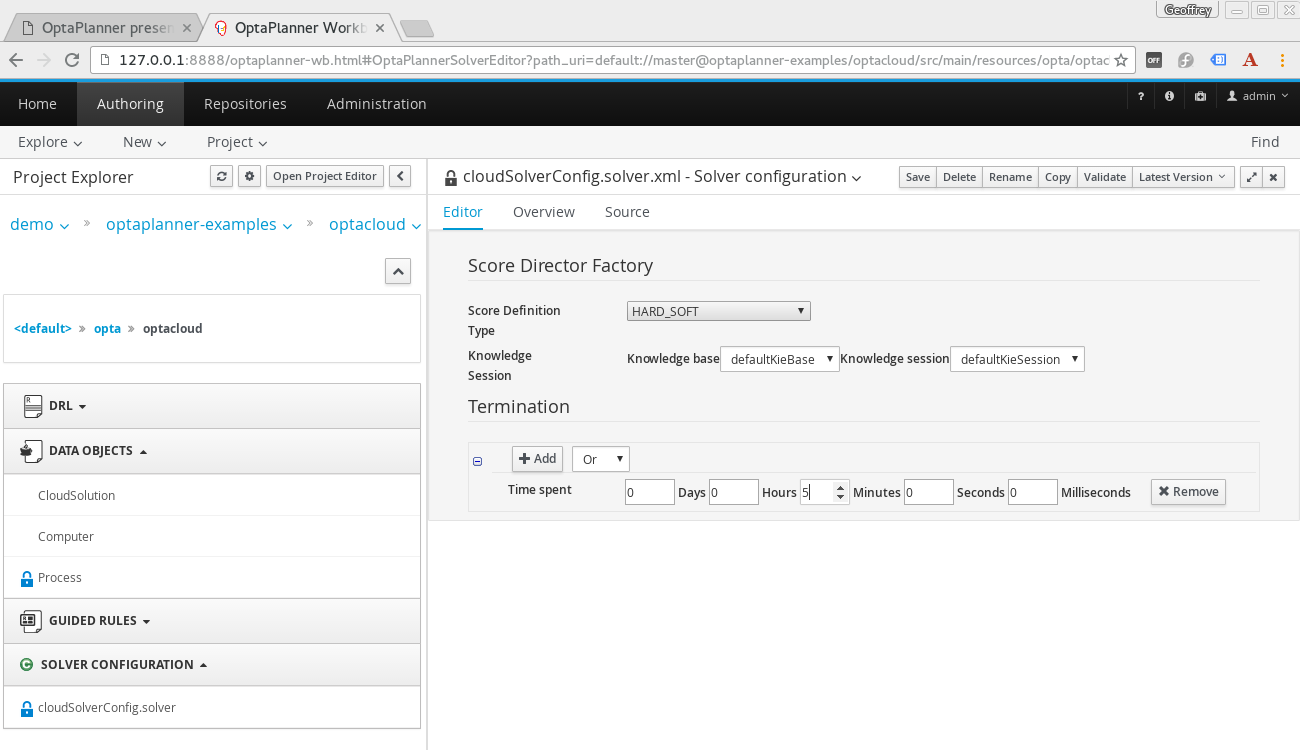 Geoffrey
OptaPlanner presen
OptaPlanner Workb
127.0.0.1:8888/optaplanner-wb.html#OptaPlannerSolverEditor?path_uri=default://master@optaplanner-examples/optacloud/src/main/resources/opta/optac
OFF
A
Home Authoring Repositories Administration ? admin
Explore New Project Find
Project Explorer Open Project Editor
demo » optaplanner-examples » optacloud
<default> » opta » optacloud
DRL
DATA OBJECTS
CloudSolution
Computer
Process
GUIDED RULES
SOLVER CONFIGURATION
cloudSolverConfig.solver
cloudSolverConfig.solver.xml - Solver configuration
Save Delete Rename Copy Validate Latest Version
Editor Overview Source
Score Director Factory
Score Definition Type HARD_SOFT
Knowledge Session Knowledge base defaultKieBase Knowledge session defaultKieSession
Termination
Add Or
Time spent 0 Days 0 Hours 5 Minutes 0 Seconds 0 Milliseconds Remove